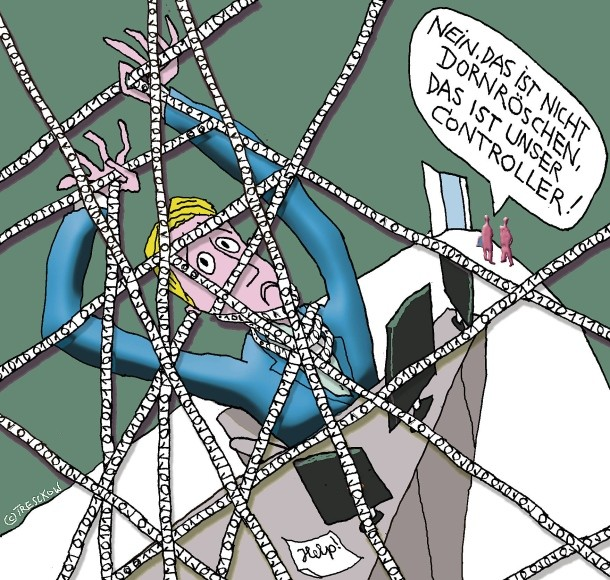 NEIN, DAS IST NICHT
DORNRÖSCHEN,
DAS IST UNSER
CONTROLLER!
Help!
©TRESCKOW